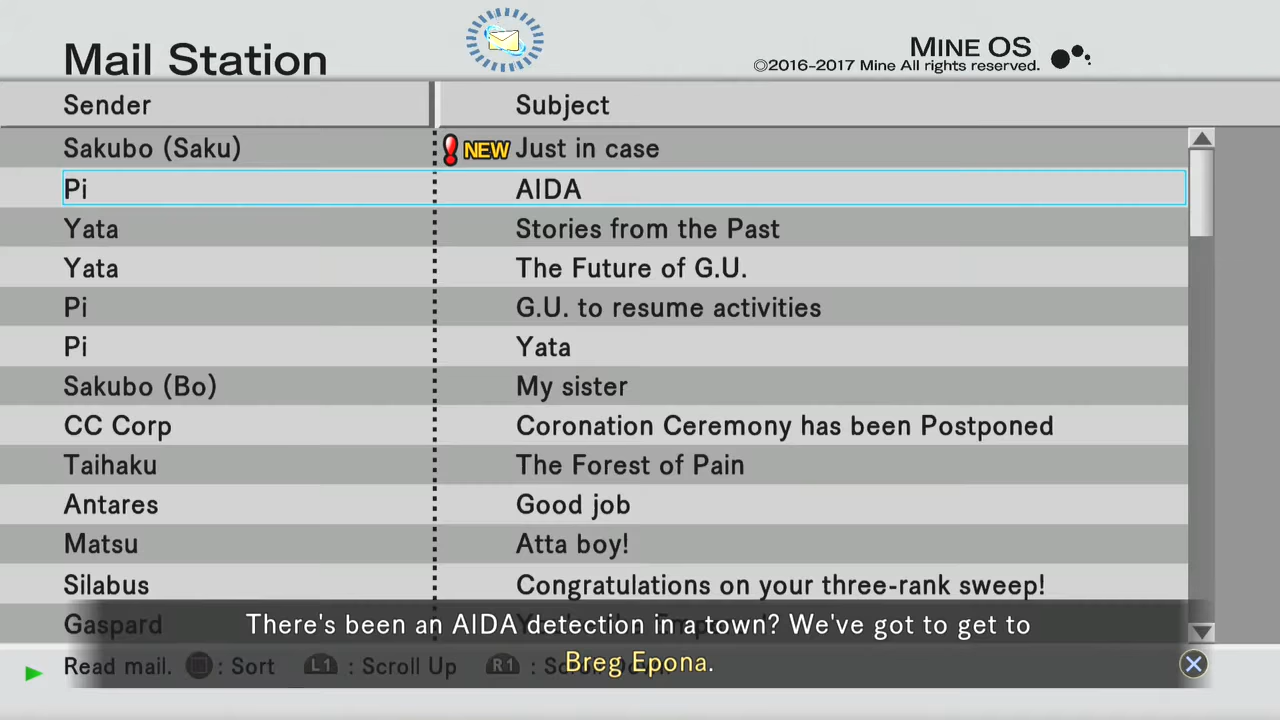 Mail Station
MINE OS
©2016-2017 Mine All rights reserved.
Sender Subject
Sakubo (Saku) NEW Just in case
Pi AIDA
Yata Stories from the Past
Yata The Future of G.U.
Pi G.U. to resume activities
Pi Yata
Sakubo (Bo) My sister
CC Corp Coronation Ceremony has been Postponed
Taihaku The Forest of Pain
Antares Good job
Matsu Atta boy!
Silabus Congratulations on your three-rank sweep!
Gaspard
There's been an AIDA detection in a town? We've got to get to
Breg Epona.
Read mail. : Sort L1 : Scroll Up R1 : Scroll Down